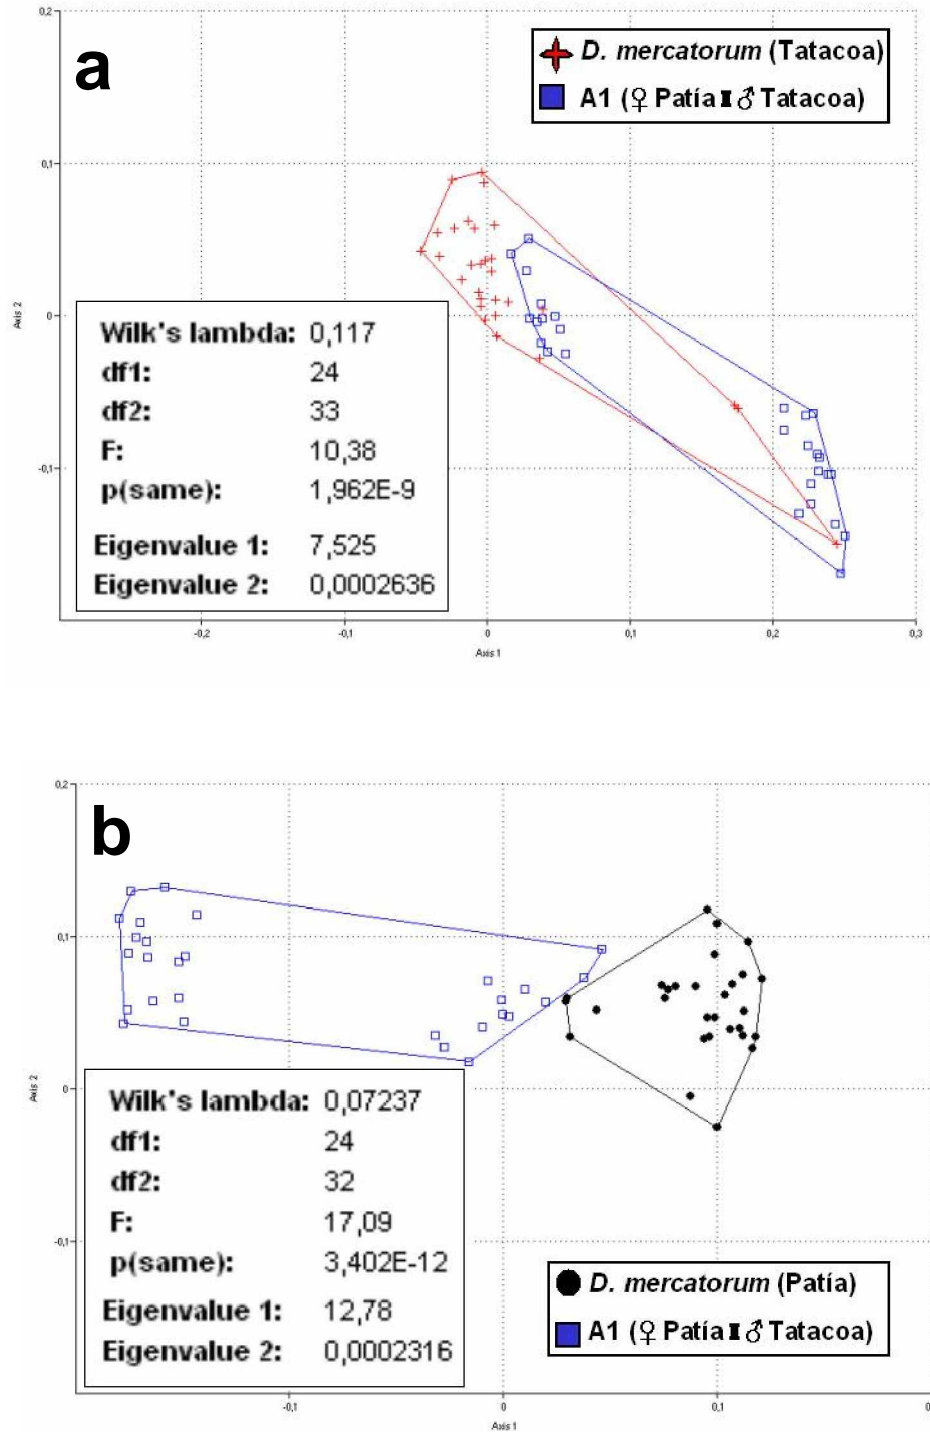 0,2
a
D. mercatorum (Tatacoa)
A1 (♀ Patía ♂ Tatacoa)
0,1
Axis 2
0
Wilk's lambda: 0,117
df1: 24
df2: 33
F: 10,38
-0,1
p(same): 1,962E-9
Eigenvalue 1: 7,525
Eigenvalue 2: 0,0002636
-0,2 -0,1 0 0,1 0,2 0,3
Axis 1
0,2
b
0,1
Axis 2
0
Wilk's lambda: 0,07237
df1: 24
df2: 32
F: 17,09
-0,1
p(same): 3,402E-12
Eigenvalue 1: 12,78
Eigenvalue 2: 0,0002316
D. mercatorum (Patía)
A1 (♀ Patía ♂ Tatacoa)
-0,1 0 0,1
Axis 1